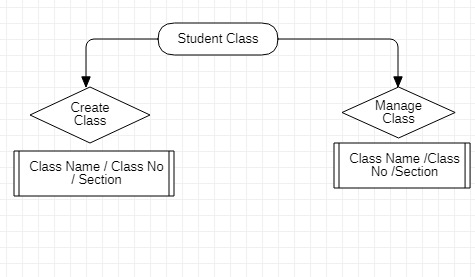 Student Class
Create
Class
Manage
Class
Class Name / Class No
/ Section
Class Name /Class
No /Section